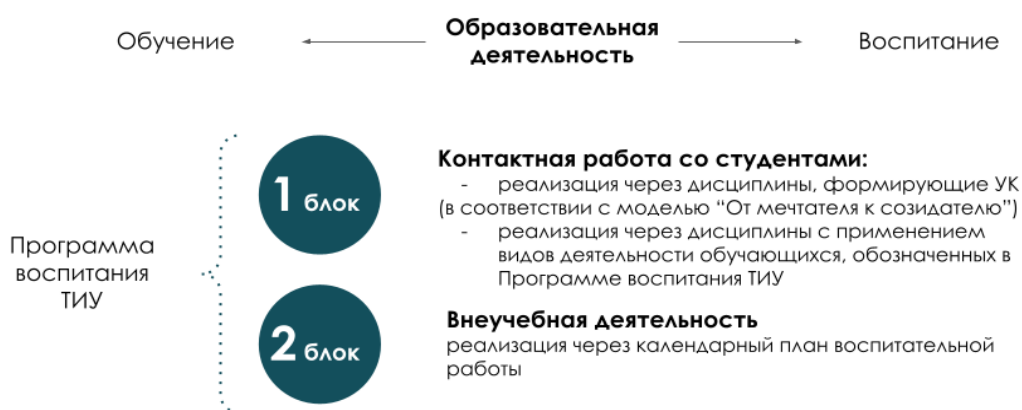 Обучение
Образовательная
деятельность
Воспитание
Программа
воспитания
ТИУ
1 блок
Контактная работа со студентами:
- реализация через дисциплины, формирующие УК
(в соответствии с моделью “От мечтателя к созидателю”)
- реализация через дисциплины с применением
видов деятельности обучающихся, обозначенных в
Программе воспитания ТИУ
2 блок
Внеучебная деятельность
реализация через календарный план воспитательной
работы